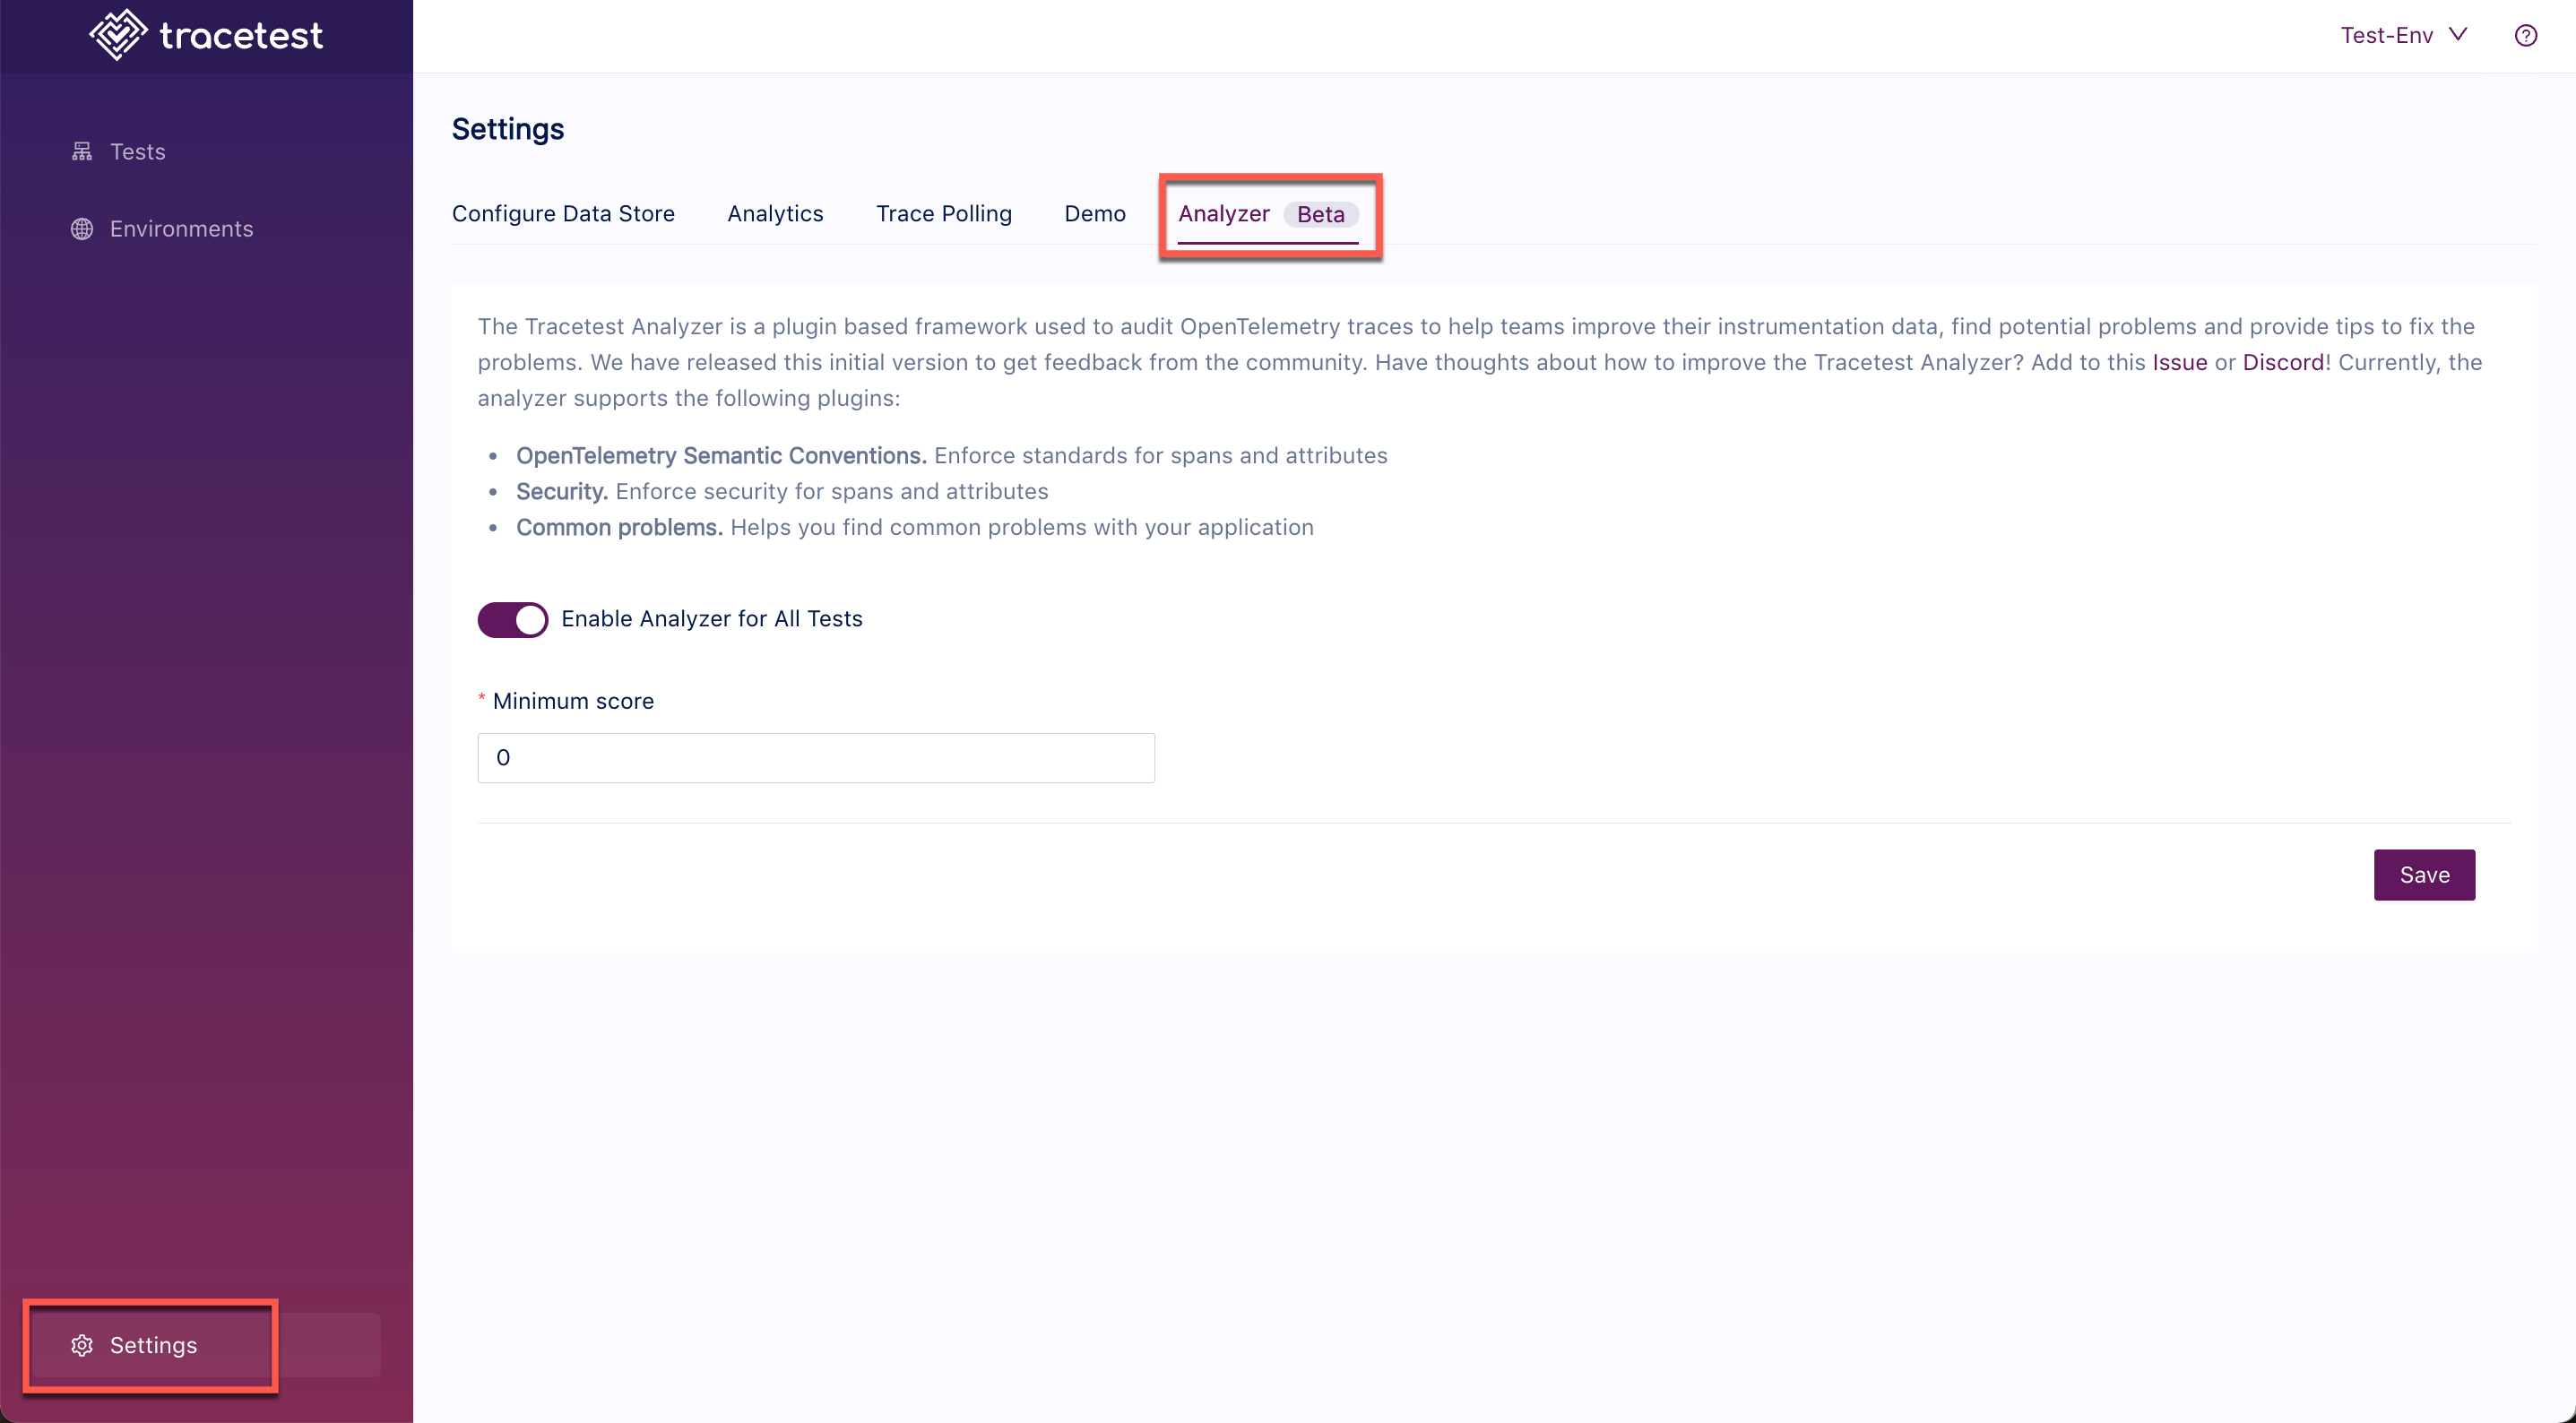 tracetest
Test-Env
Tests
Environments
Settings
Configure Data Store Analytics Trace Polling Demo Analyzer Beta
The Tracetest Analyzer is a plugin based framework used to audit OpenTelemetry traces to help teams improve their instrumentation data, find potential problems and provide tips to fix the
problems. We have released this initial version to get feedback from the community. Have thoughts about how to improve the Tracetest Analyzer? Add to this Issue or Discord! Currently, the
analyzer supports the following plugins:
• OpenTelemetry Semantic Conventions. Enforce standards for spans and attributes
• Security. Enforce security for spans and attributes
• Common problems. Helps you find common problems with your application
Enable Analyzer for All Tests
* Minimum score
0
Save
Settings